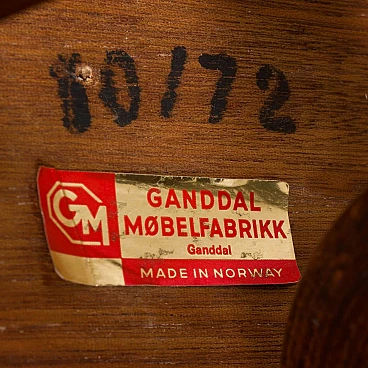 10/72
GM
GANDDAL
MØBELFABRIKK
Ganddal
MADE IN NORWAY